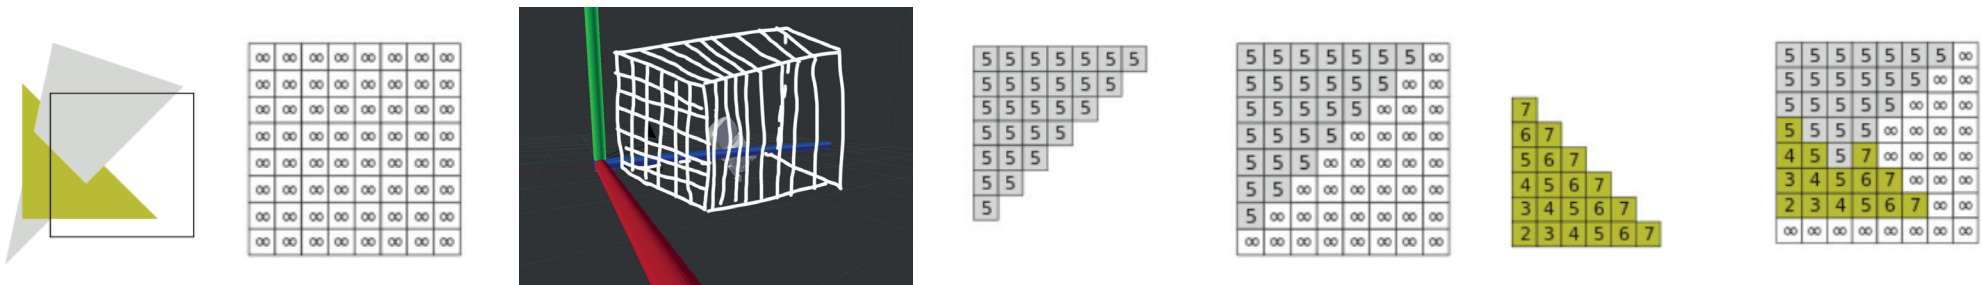 ∞ ∞ ∞ ∞ ∞ ∞ ∞ ∞
∞ ∞ ∞ ∞ ∞ ∞ ∞ ∞
∞ ∞ ∞ ∞ ∞ ∞ ∞ ∞
∞ ∞ ∞ ∞ ∞ ∞ ∞ ∞
∞ ∞ ∞ ∞ ∞ ∞ ∞ ∞
∞ ∞ ∞ ∞ ∞ ∞ ∞ ∞
∞ ∞ ∞ ∞ ∞ ∞ ∞ ∞
∞ ∞ ∞ ∞ ∞ ∞ ∞ ∞
5 5 5 5 5 5 5
5 5 5 5 5 5
5 5 5 5 5
5 5 5 5
5 5 5
5 5
5
5 5 5 5 5 5 5 ∞
5 5 5 5 5 5 ∞ ∞
5 5 5 5 5 ∞ ∞ ∞
5 5 5 5 ∞ ∞ ∞ ∞
5 5 5 ∞ ∞ ∞ ∞ ∞
5 5 ∞ ∞ ∞ ∞ ∞ ∞
5 ∞ ∞ ∞ ∞ ∞ ∞ ∞
∞ ∞ ∞ ∞ ∞ ∞ ∞ ∞
7
6 7
5 6 7
4 5 6 7
3 4 5 6 7
2 3 4 5 6 7
5 5 5 5 5 5 5 ∞
5 5 5 5 5 5 ∞ ∞
5 5 5 5 5 ∞ ∞ ∞
5 5 5 5 ∞ ∞ ∞ ∞
4 5 5 7 ∞ ∞ ∞ ∞
3 4 5 6 7 ∞ ∞ ∞
2 3 4 5 6 7 ∞ ∞
∞ ∞ ∞ ∞ ∞ ∞ ∞ ∞